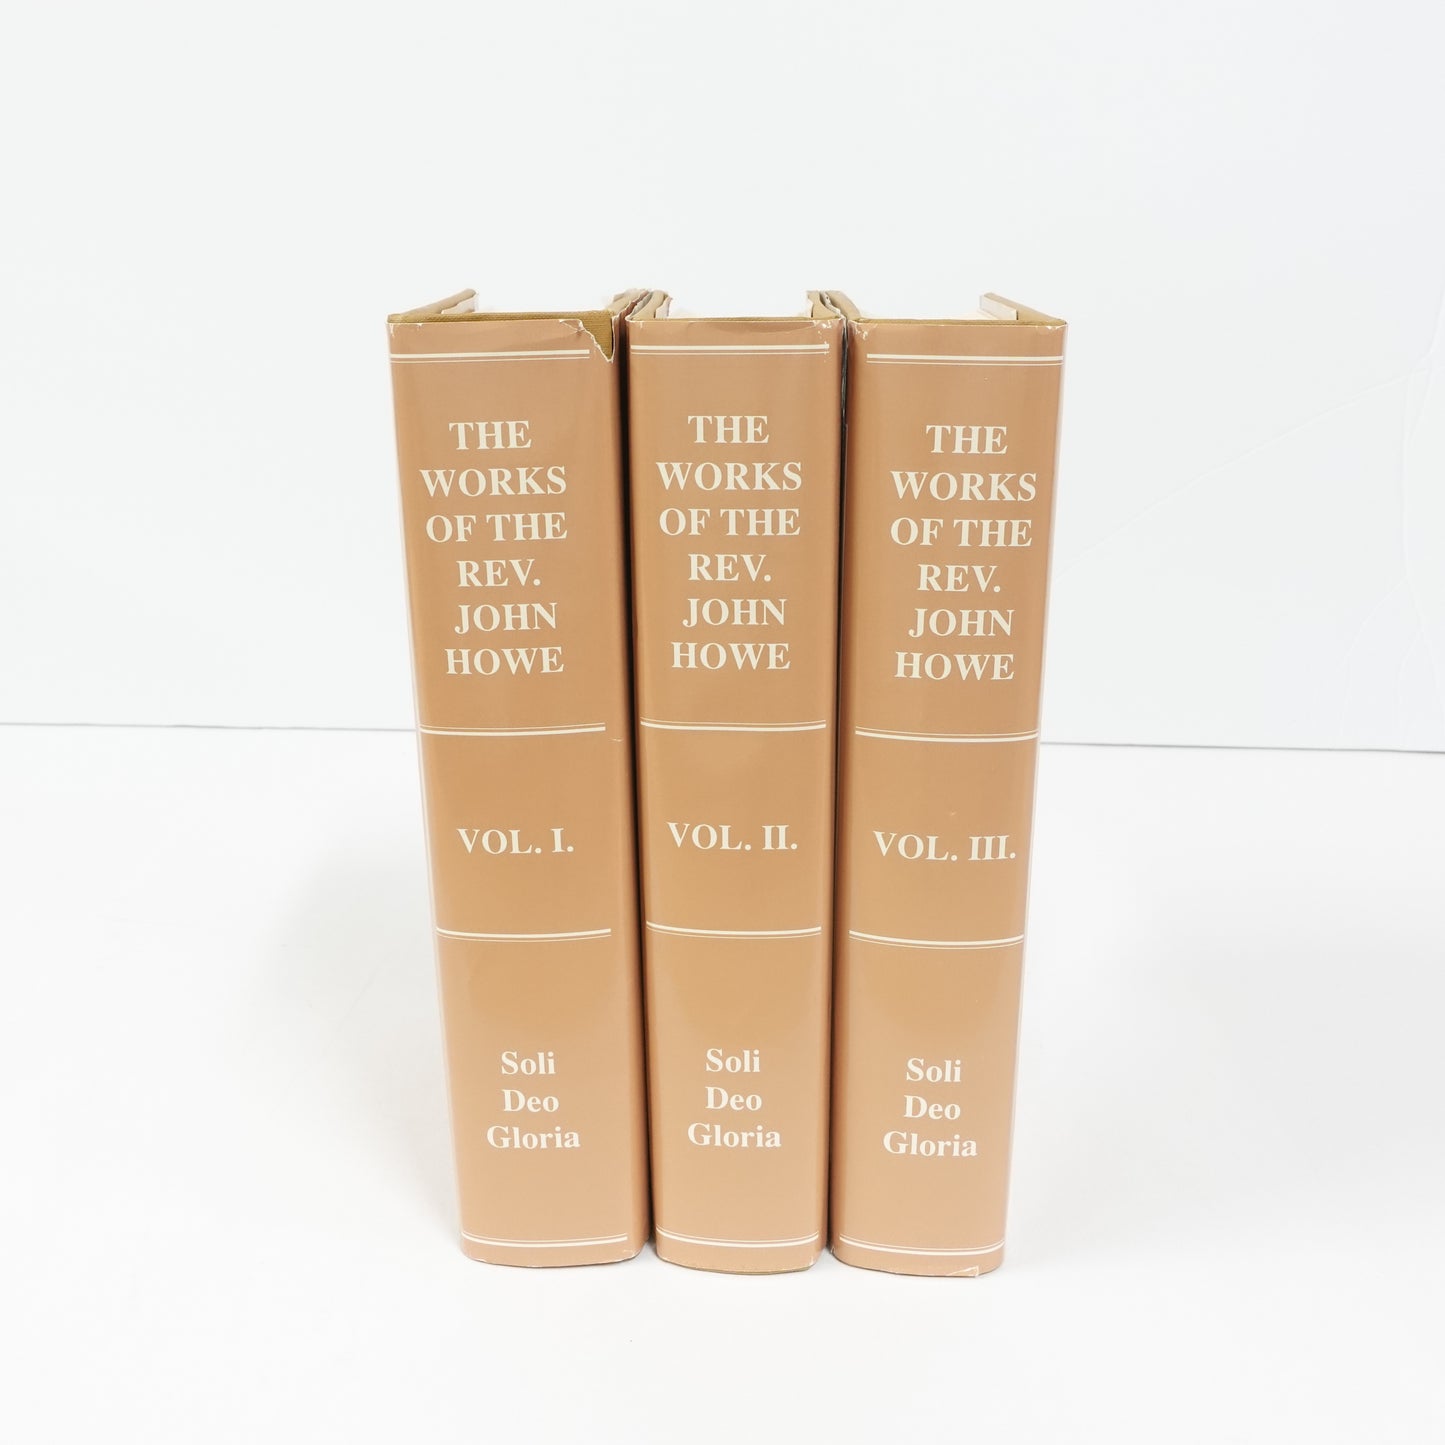 THE
WORKS
OF THE
REV.
JOHN
HOWE
VOL. I.
Soli
Deo
Gloria
THE
WORKS
OF THE
REV.
JOHN
HOWE
VOL. II.
Soli
Deo
Gloria
THE
WORKS
OF THE
REV.
JOHN
HOWE
VOL. III.
Soli
Deo
Gloria